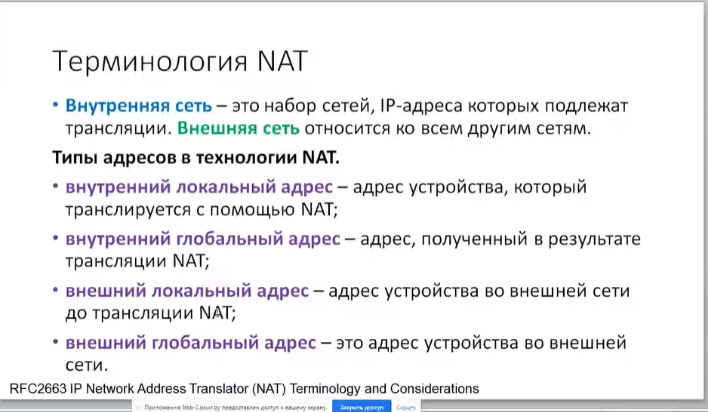 Терминология NAT
• Внутренняя сеть – это набор сетей, IP-адреса которых подлежат
трансляции. Внешняя сеть относится ко всем другим сетям.
Типы адресов в технологии NAT.
• внутренний локальный адрес – адрес устройства, который
транслируется с помощью NAT;
• внутренний глобальный адрес – адрес, полученный в результате
трансляции NAT;
• внешний локальный адрес – адрес устройства во внешней сети
до трансляции NAT;
• внешний глобальный адрес – это адрес устройства во внешней
сети.
RFC2663 IP Network Address Translator (NAT) Terminology and Considerations
Приложению предоставлен доступ к вашему экрану. Закрыть доступ Скрыть